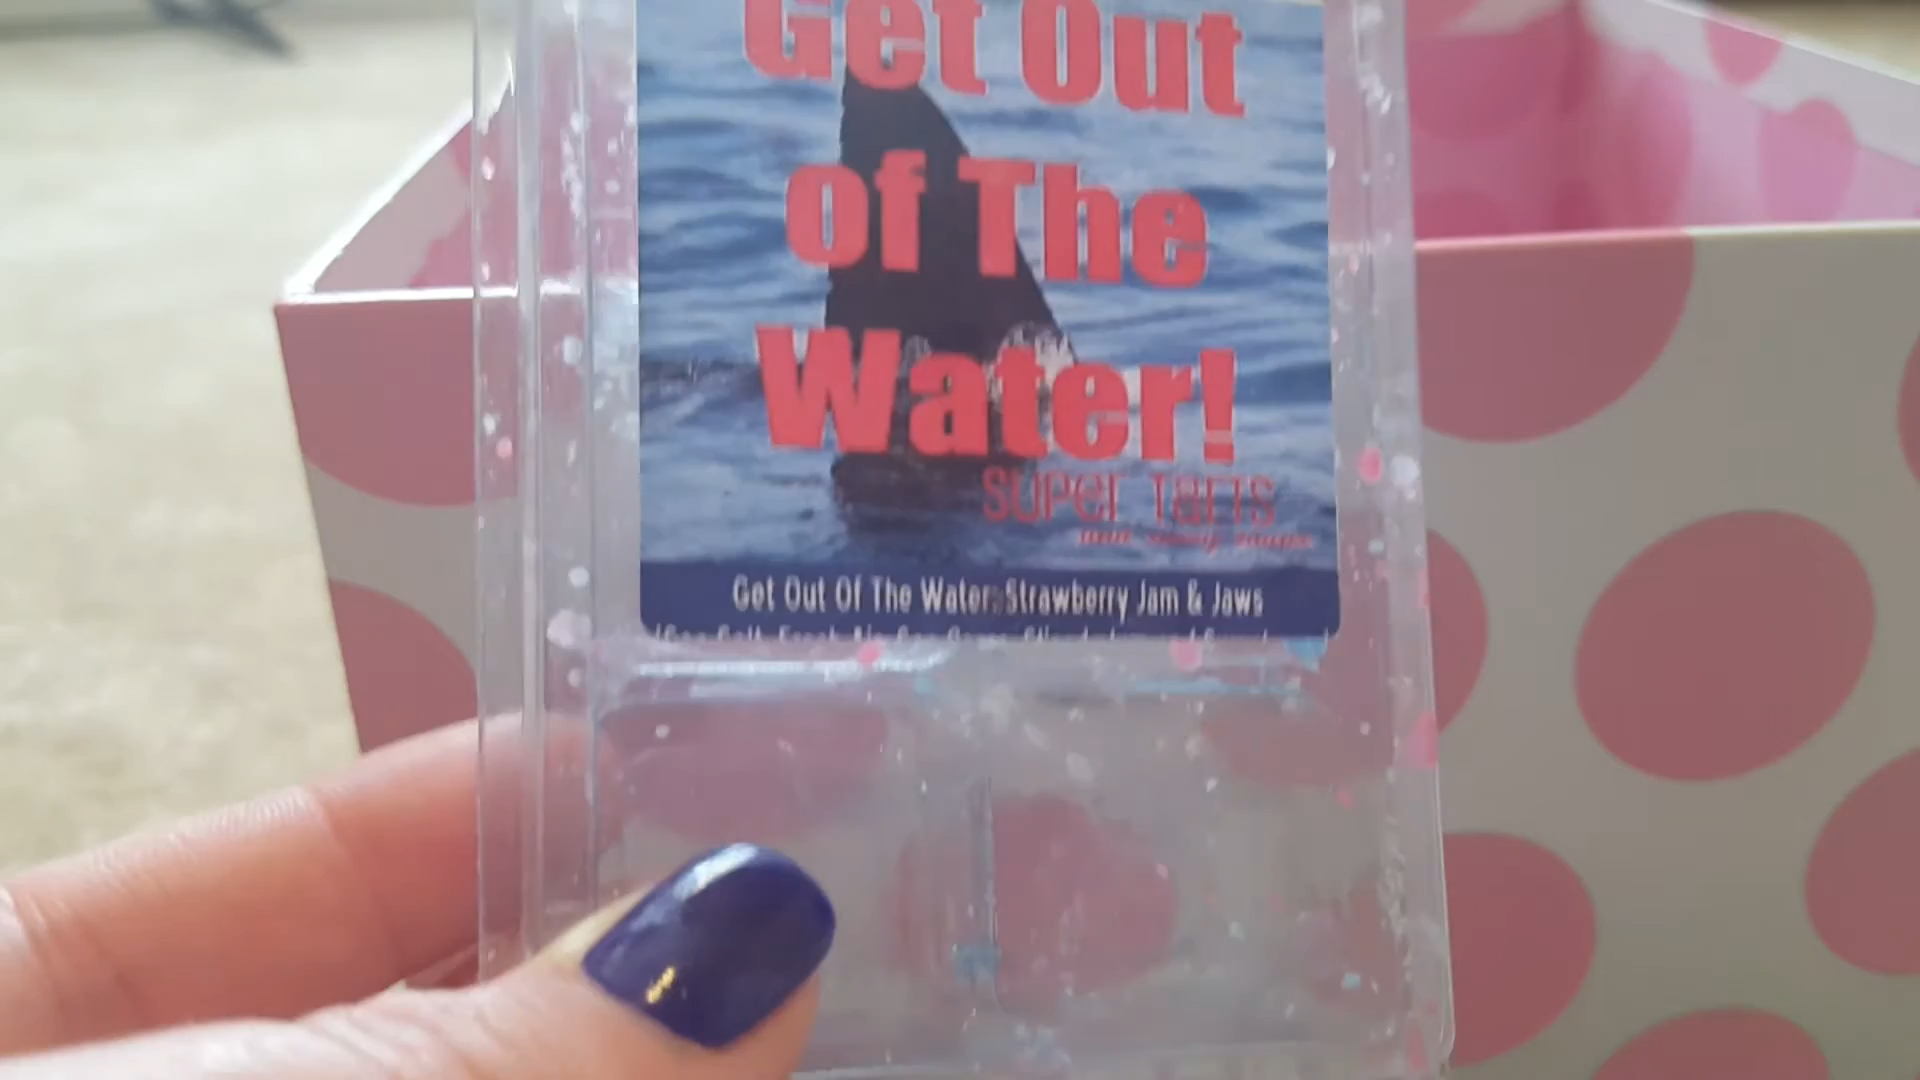 Get Out
of The
Water!
SUPER TARTS
Get Out Of The Water: Strawberry Jam & Jaws